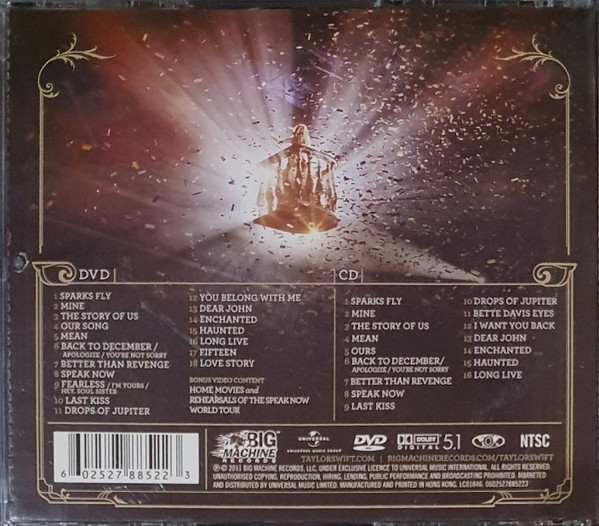 DVD
1 SPARKS FLY
2 MINE
3 THE STORY OF US
4 OUR SONG
5 MEAN
6 BACK TO DECEMBER/
APOLOGIZE / YOU'RE NOT SORRY
7 BETTER THAN REVENGE
8 SPEAK NOW
9 FEARLESS / I'M YOURS /
HEY, SOUL SISTER
10 LAST KISS
11 DROPS OF JUPITER
12 YOU BELONG WITH ME
13 DEAR JOHN
14 ENCHANTED
15 HAUNTED
16 LONG LIVE
17 FIFTEEN
18 LOVE STORY
BONUS VIDEO CONTENT
HOME MOVIES and
REHEARSALS OF THE SPEAK NOW
WORLD TOUR
CD
1 SPARKS FLY
2 MINE
3 THE STORY OF US
4 MEAN
5 OURS
6 BACK TO DECEMBER/
APOLOGIZE / YOU'RE NOT SORRY
7 BETTER THAN REVENGE
8 SPEAK NOW
9 LAST KISS
10 DROPS OF JUPITER
11 BETTE DAVIS EYES
12 I WANT YOU BACK
13 DEAR JOHN
14 ENCHANTED
15 HAUNTED
16 LONG LIVE
6 02527 88522 3
BIG
MACHINE
RECORDS
UNIVERSAL
UNIVERSAL MUSIC GROUP
DVD
VIDEO
DOLBY
DIGITAL
5.1
NTSC
TAYLORSWIFT.COM | BIGMACHINERECORDS.COM/TAYLORSWIFT
℗ © 2011 BIG MACHINE RECORDS, LLC, UNDER EXCLUSIVE LICENCE TO UNIVERSAL MUSIC INTERNATIONAL. ALL RIGHTS RESERVED.
UNAUTHORISED COPYING, REPRODUCTION, HIRING, LENDING, PUBLIC PERFORMANCE AND BROADCASTING PROHIBITED. MARKETED
AND DISTRIBUTED BY UNIVERSAL MUSIC LIMITED. MANUFACTURED AND PRINTED IN HONG KONG. LC01846. 0602527885223